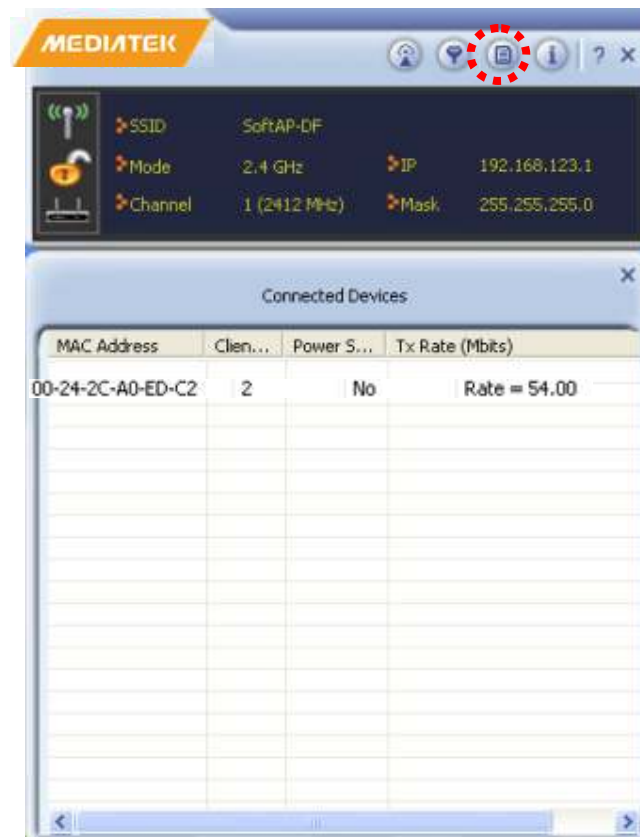 MEDIATEK
? ×
SSID SoftAP-DF
Mode 2.4 GHz IP 192.168.123.1
Channel 1 (2412 MHz) Mask 255.255.255.0
Connected Devices
MAC Address Clien... Power S... Tx Rate (Mbits)
00-24-2C-A0-ED-C2 2 No Rate = 54.00